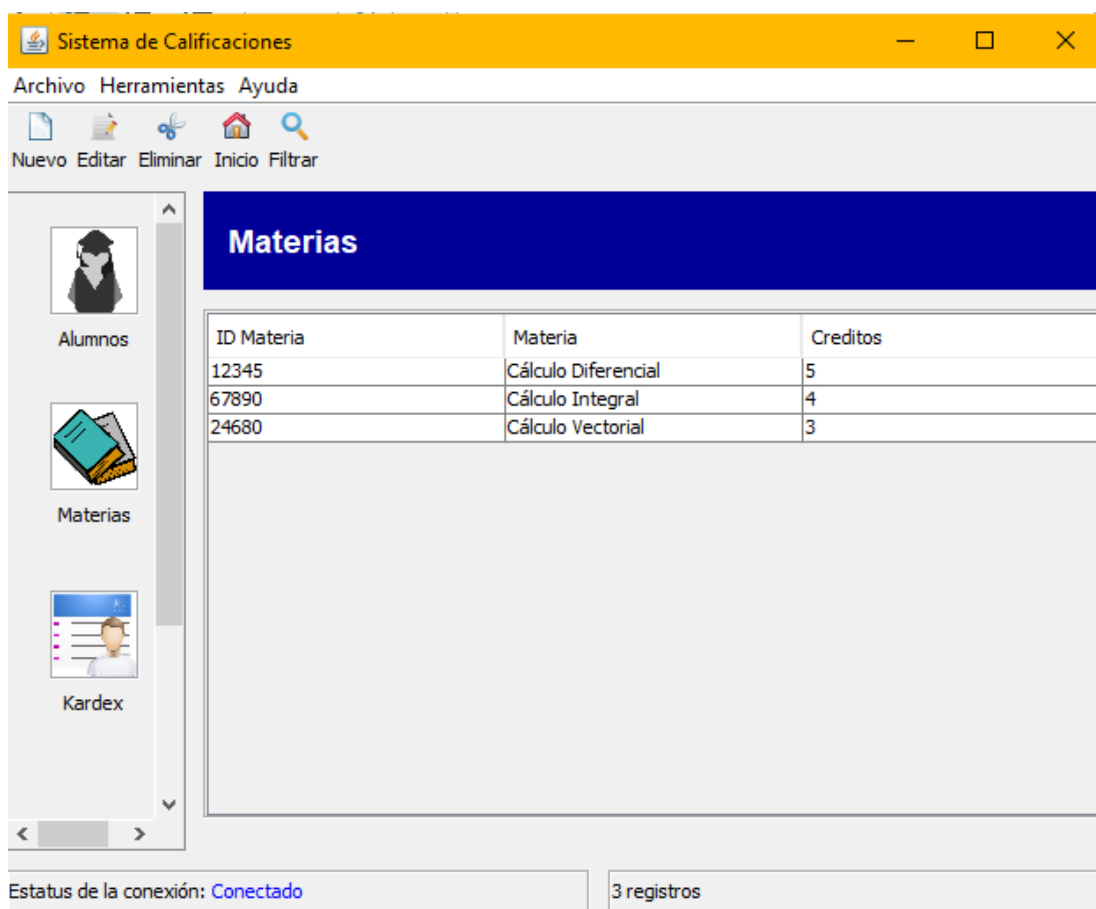 Sistema de Calificaciones
Archivo Herramientas Ayuda
Nuevo Editar Eliminar Inicio Filtrar
Materias
Alumnos
Materias
Kardex
ID Materia Materia Creditos
12345 Cálculo Diferencial 5
67890 Cálculo Integral 4
24680 Cálculo Vectorial 3
Estatus de la conexión: Conectado
3 registros